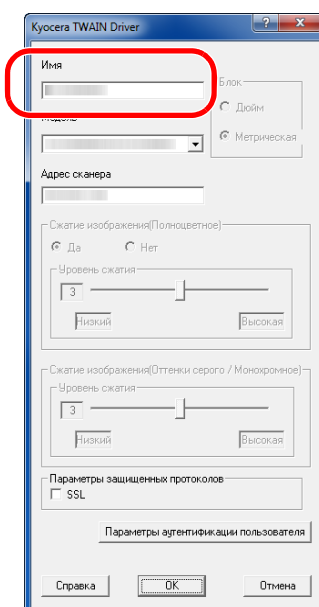 Kyocera TWAIN Driver
Имя
Блок
Дюйм
Модель
Метрическая
Адрес сканера
Сжатие изображения(Полноцветное)
Да Нет
Уровень сжатия
3
Низкий Высокая
Сжатие изображения(Оттенки серого / Монохромное)
Уровень сжатия
3
Низкий Высокая
Параметры защищенных протоколов
SSL
Параметры аутентификации пользователя
Справка OK Отмена